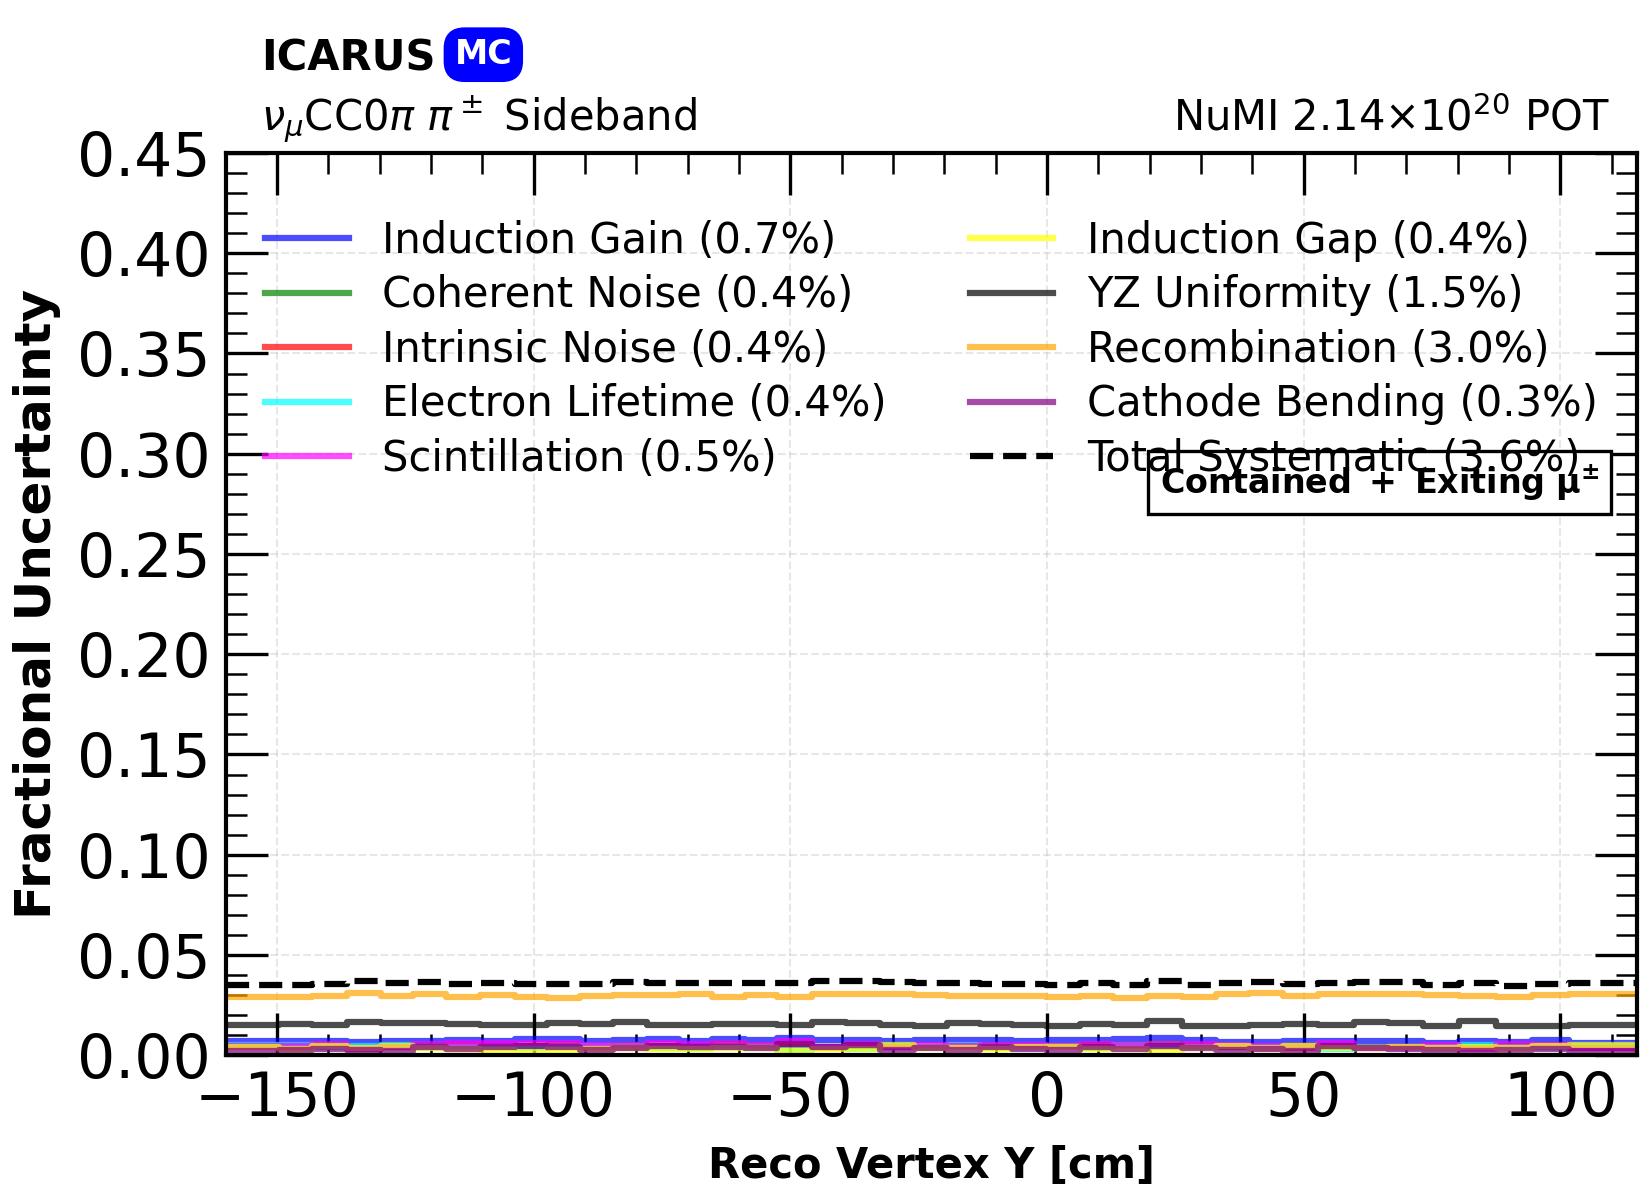 ICARUS MC
νμCC0π π± Sideband
NuMI 2.14×10²⁰ POT
Induction Gain (0.7%)
Coherent Noise (0.4%)
Intrinsic Noise (0.4%)
Electron Lifetime (0.4%)
Scintillation (0.5%)
Induction Gap (0.4%)
YZ Uniformity (1.5%)
Recombination (3.0%)
Cathode Bending (0.3%)
Total Systematic (3.6%)
Contained + Exiting μ±
Fractional Uncertainty
0.45
0.40
0.35
0.30
0.25
0.20
0.15
0.10
0.05
0.00
−150
−100
−50
0
50
100
Reco Vertex Y [cm]